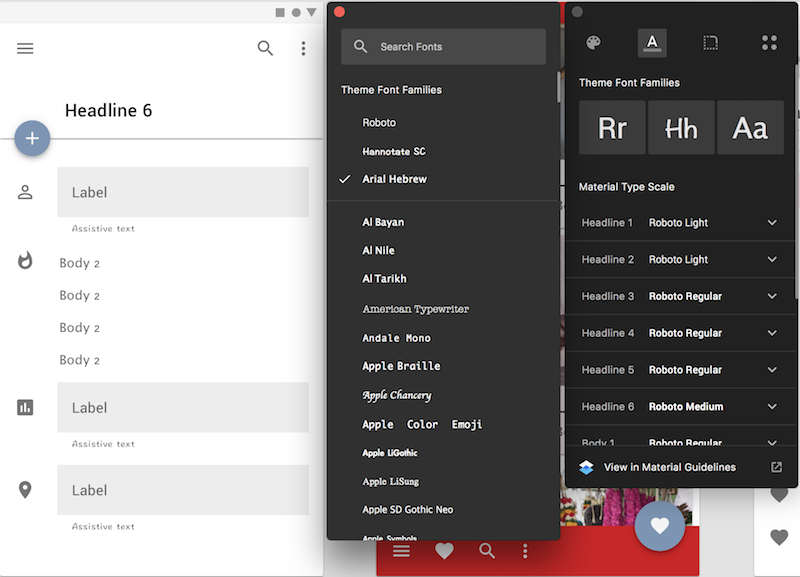 Headline 6
Label
Assistive text
Body 2
Body 2
Body 2
Body 2
Label
Assistive text
Label
Assistive text
Search Fonts
Theme Font Families
Roboto
Hannotate SC
Arial Hebrew
Al Bayan
Al Nile
Al Tarikh
American Typewriter
Andale Mono
Apple Braille
Apple Chancery
Apple Color Emoji
Apple LiGothic
Apple LiSung
Apple SD Gothic Neo
Apple Symbols
A
Theme Font Families
Rr Hh Aa
Material Type Scale
Headline 1 Roboto Light
Headline 2 Roboto Light
Headline 3 Roboto Regular
Headline 4 Roboto Regular
Headline 5 Roboto Regular
Headline 6 Roboto Medium
Body 1 Roboto Regular
View in Material Guidelines